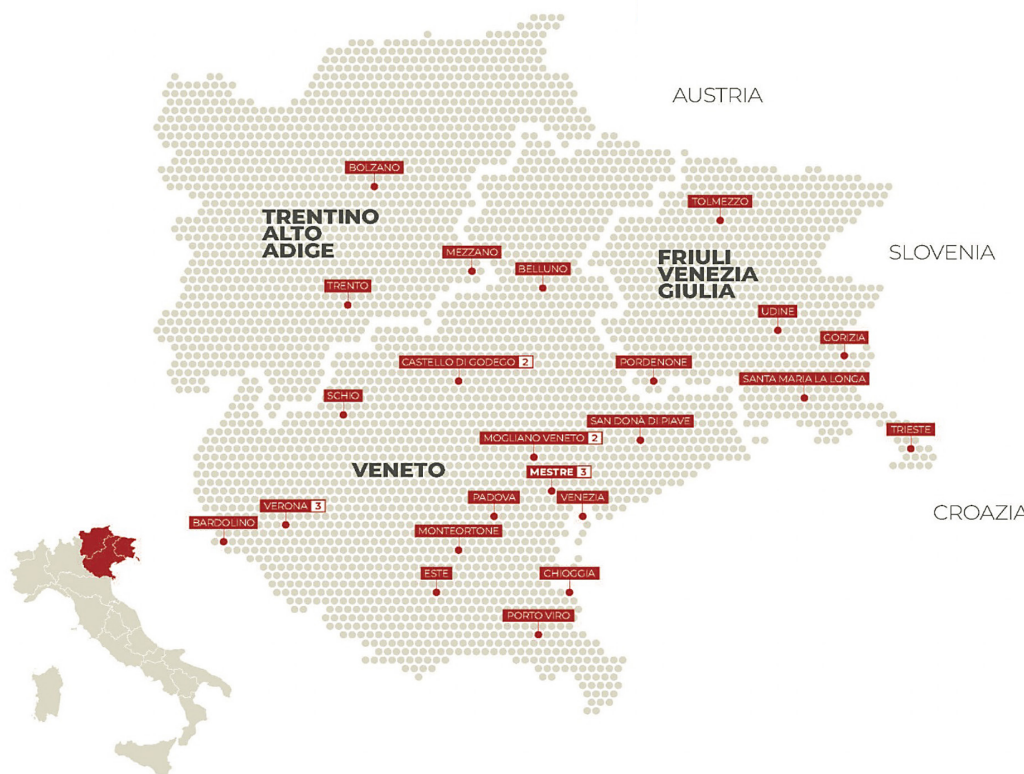 AUSTRIA
BOLZANO
TOLMEZZO
TRENTINO
ALTO
ADIGE
MEZZANO
SLOVENIA
FRIULI
VENEZIA
GIULIA
BELLUNO
TRENTO
UDINE
GORIZIA
CASTELLO DI GODEGO 2
PORDENONE
SANTA MARIA LA LONGA
SCHIO
SAN DONA DI PIAVE
TRIESTE
MOGLIANO VENETO 2
VENETO
MESTRE 3
PADOVA
VENEZIA
VERONA 3
CROAZIA
BARDOLINO
MONTEORTONE
ESTE
CHIOGGIA
PORTO VIRO